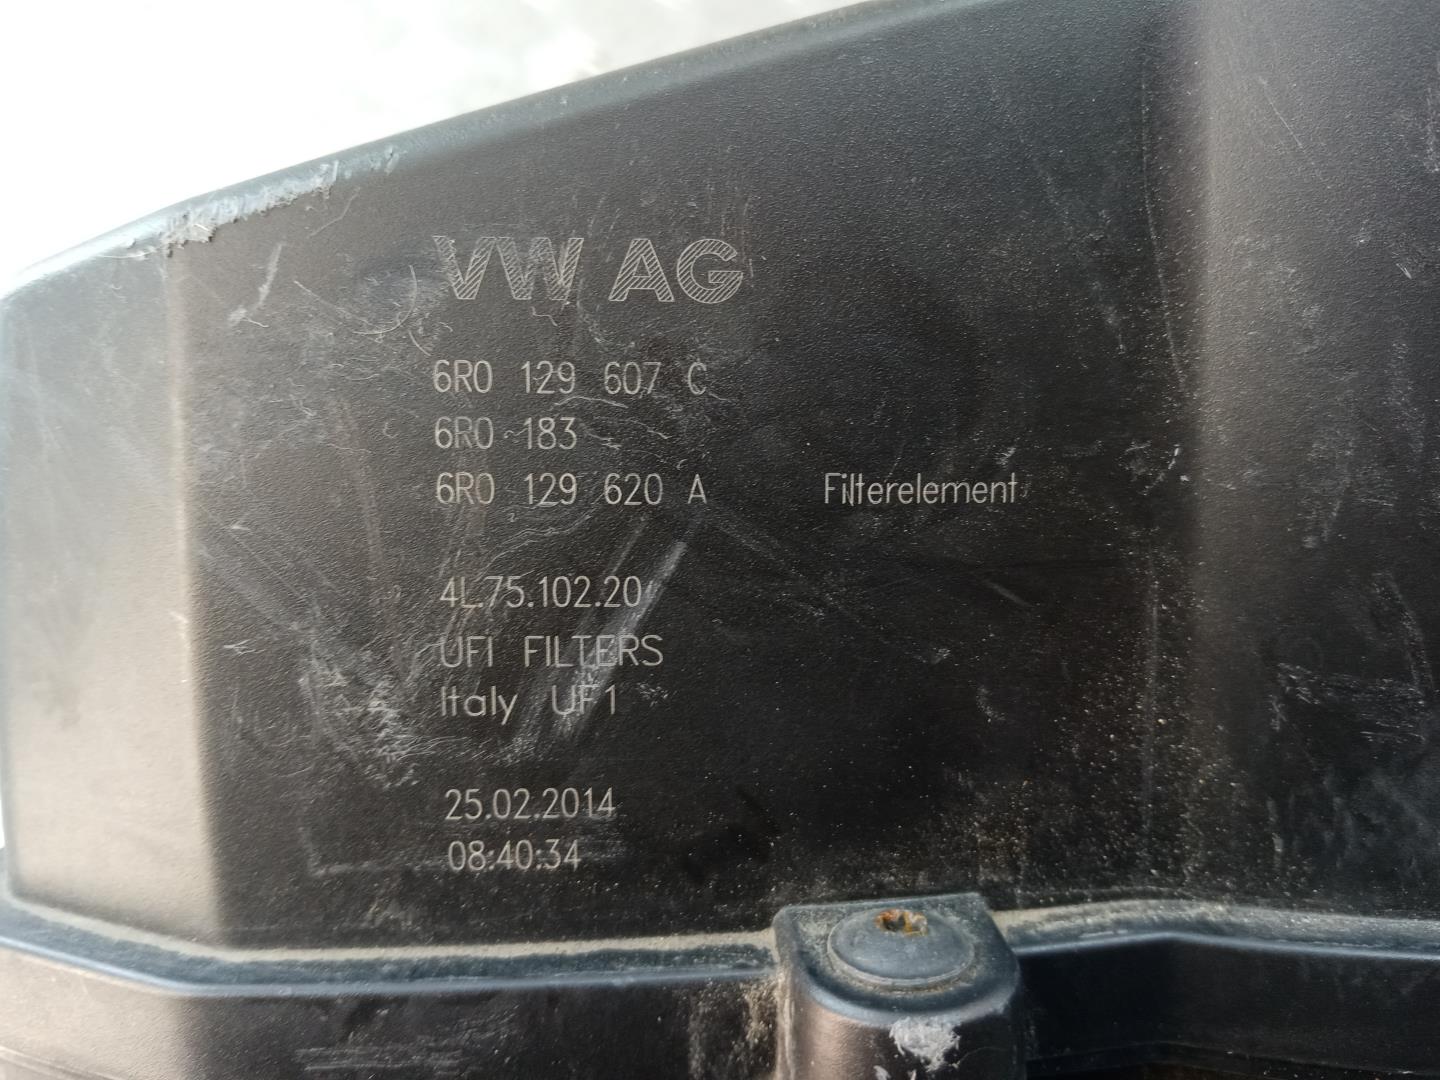 VW AG
6R0 129 607 C
6R0 183
6R0 129 620 A Filterelement
4L.75.102.20
UFI FILTERS
Italy UF1
25.02.2014
08:40:34